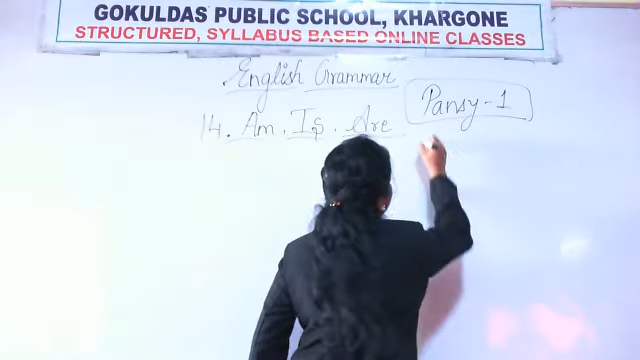 GOKULDAS PUBLIC SCHOOL, KHARGONE
STRUCTURED, SYLLABUS BASED ONLINE CLASSES
English Grammar
Pansy-1
14. Am, Is, Are